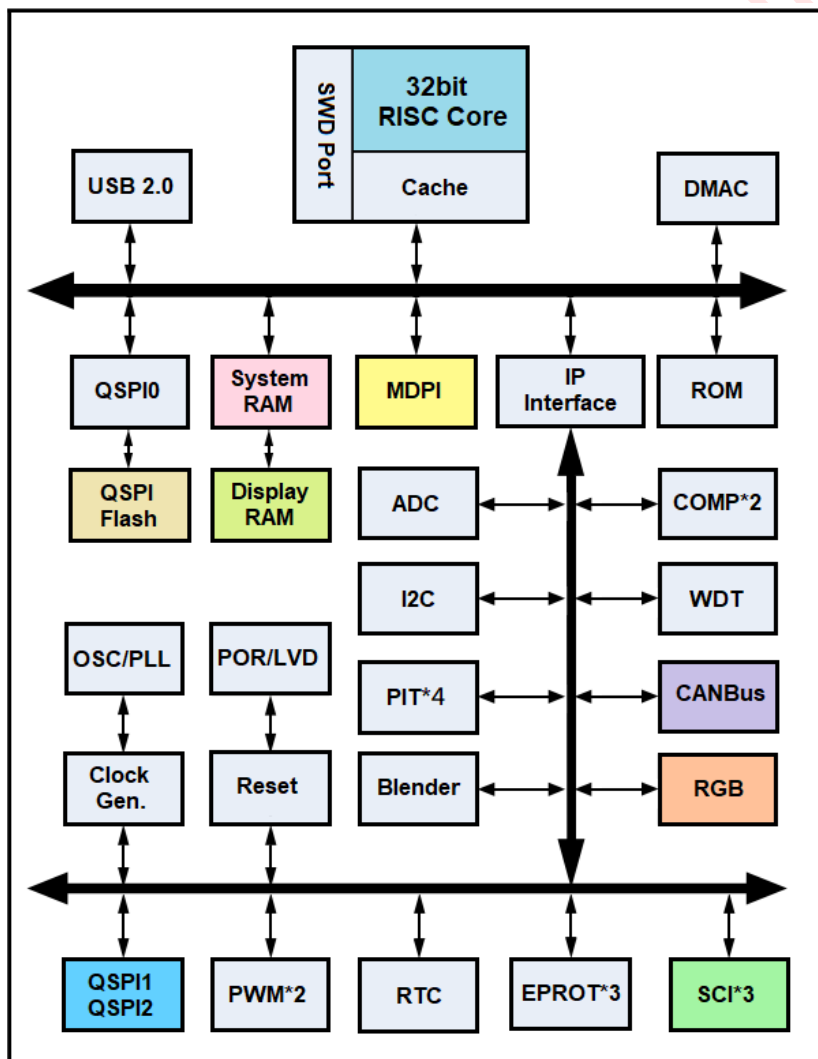 SWD Port
32bit
RISC Core
Cache
USB 2.0
DMAC
QSPI0
System
RAM
MDPI
IP
Interface
ROM
QSPI
Flash
Display
RAM
ADC
COMP*2
I2C
WDT
OSC/PLL
POR/LVD
PIT*4
CANBus
Clock
Gen.
Reset
Blender
RGB
QSPI1
QSPI2
PWM*2
RTC
EPROT*3
SCI*3